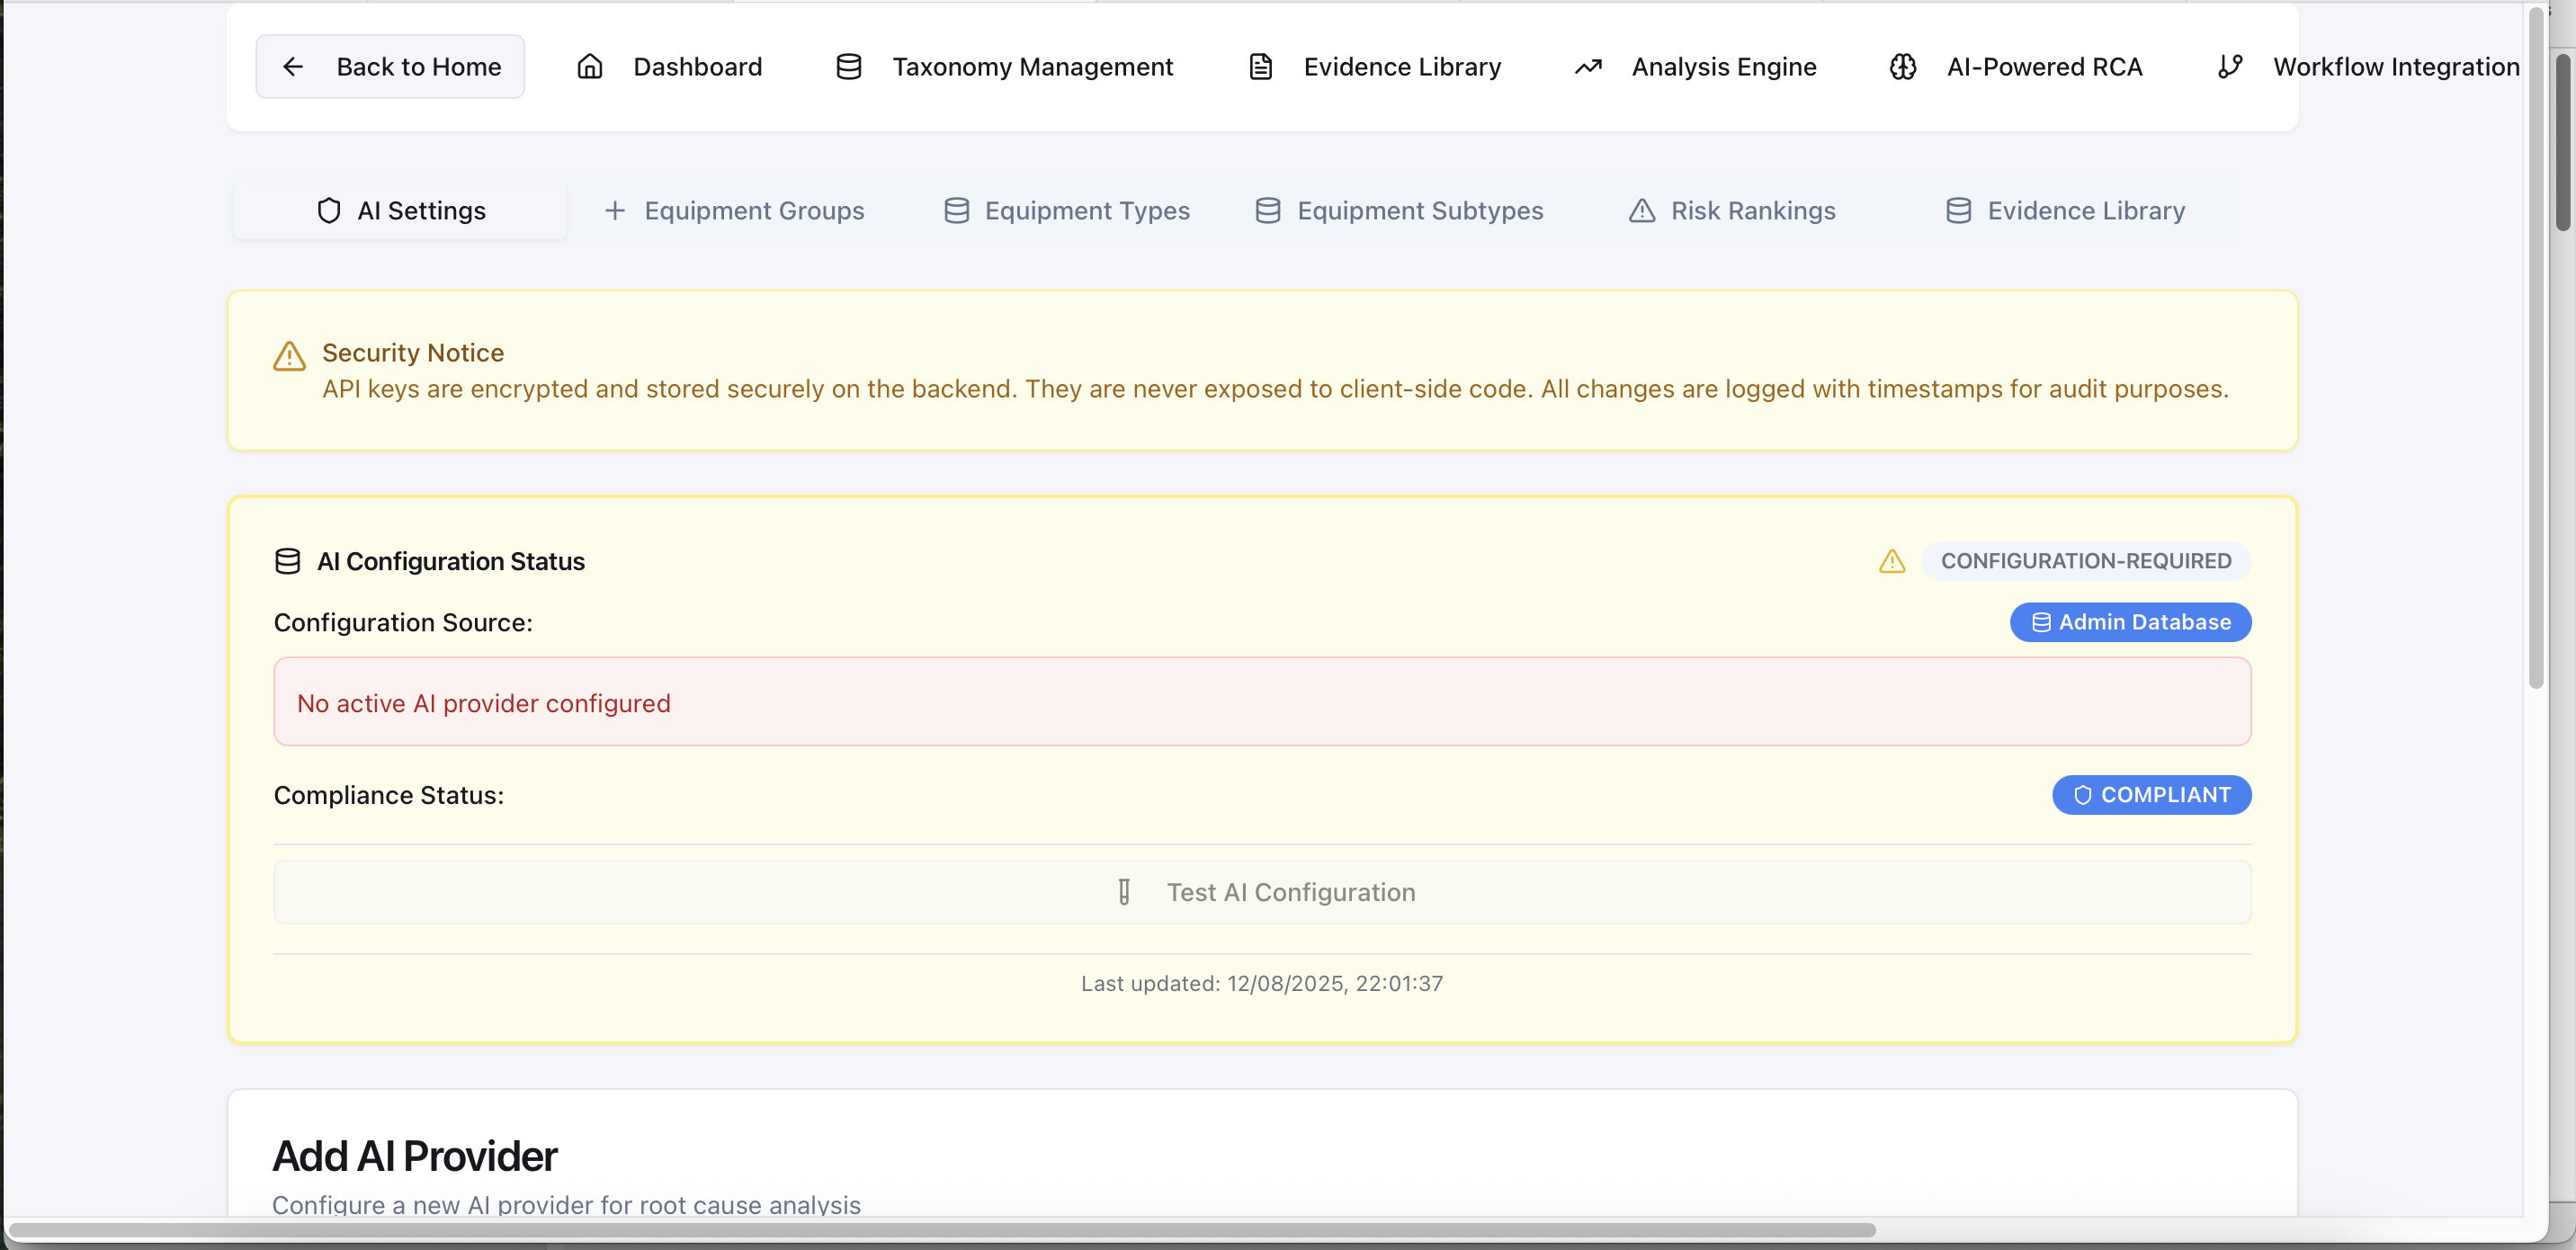 Back to Home
Dashboard
Taxonomy Management
Evidence Library
Analysis Engine
AI-Powered RCA
Workflow Integration
AI Settings
Equipment Groups
Equipment Types
Equipment Subtypes
Risk Rankings
Evidence Library
Security Notice
API keys are encrypted and stored securely on the backend. They are never exposed to client-side code. All changes are logged with timestamps for audit purposes.
AI Configuration Status
CONFIGURATION-REQUIRED
Configuration Source:
Admin Database
No active AI provider configured
Compliance Status:
COMPLIANT
Test AI Configuration
Last updated: 12/08/2025, 22:01:37
Add AI Provider
Configure a new AI provider for root cause analysis